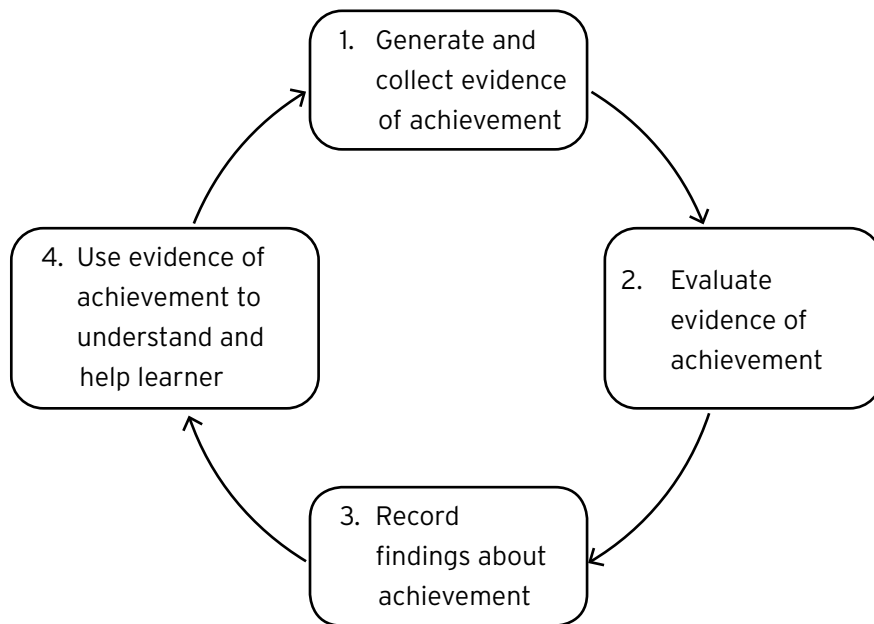 1. Generate and
collect evidence
of achievement
2. Evaluate
evidence of
achievement
3. Record
findings about
achievement
4. Use evidence of
achievement to
understand and
help learner